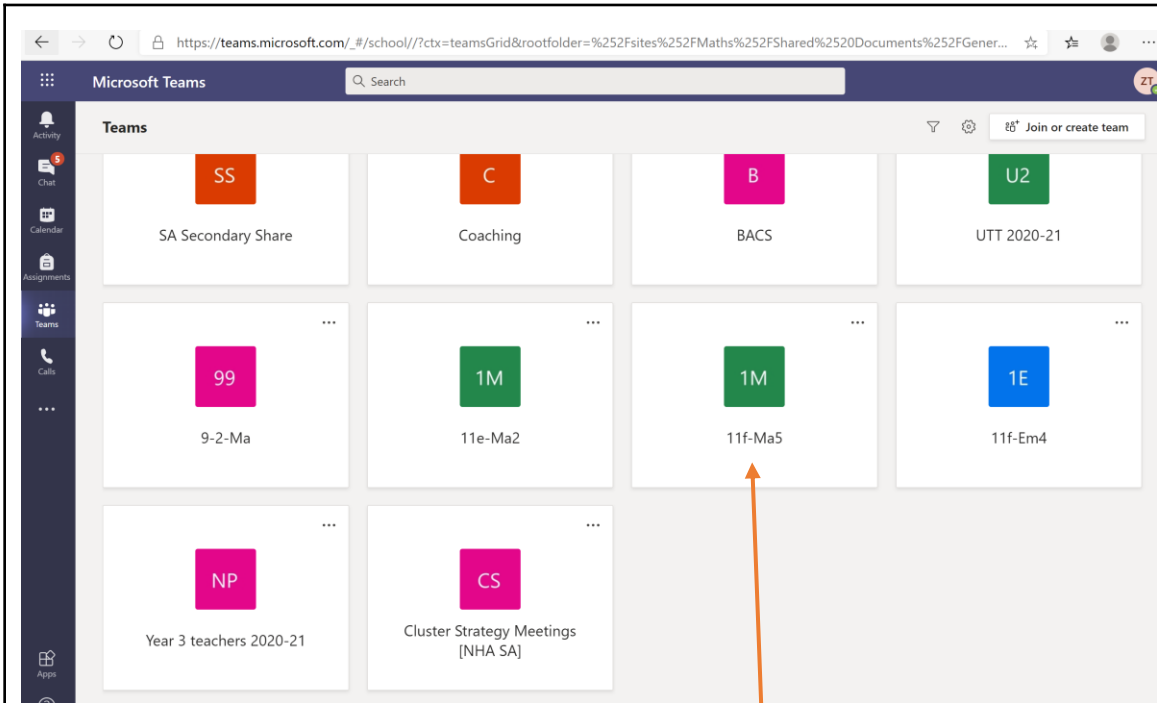 https://teams.microsoft.com/_#/school//?ctx=teamsGrid&rootfolder=%252Fsites%252FMaths%252FShared%2520Documents%252FGener...
Microsoft Teams
Search
ZT
Activity
Teams
Join or create team
5
Chat
Calendar
Assignments
Teams
Calls
Apps
SS
C
B
U2
SA Secondary Share
Coaching
BACS
UTT 2020-21
99
1M
1M
1E
9-2-Ma
11e-Ma2
11f-Ma5
11f-Em4
NP
CS
Year 3 teachers 2020-21
Cluster Strategy Meetings
[NHA SA]